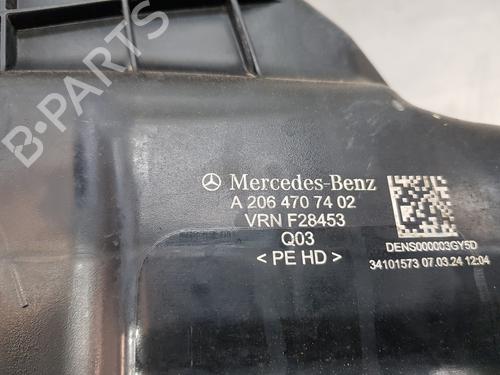 B-PARTS
Mercedes-Benz
A 206 470 74 02
VRN F28453
Q03
< PE HD >
DENS000003GY5D
34101573 07.03.24 12:04